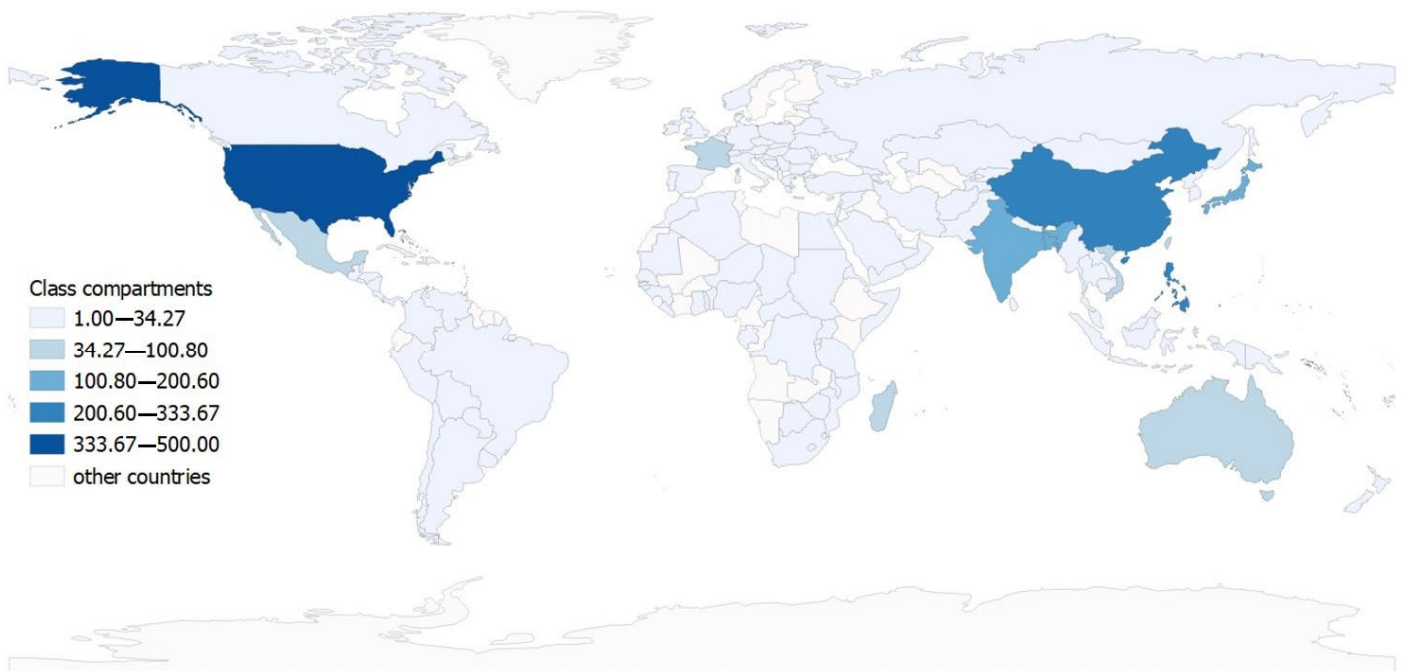 Class compartments
1.00—34.27
34.27—100.80
100.80—200.60
200.60—333.67
333.67—500.00
other countries